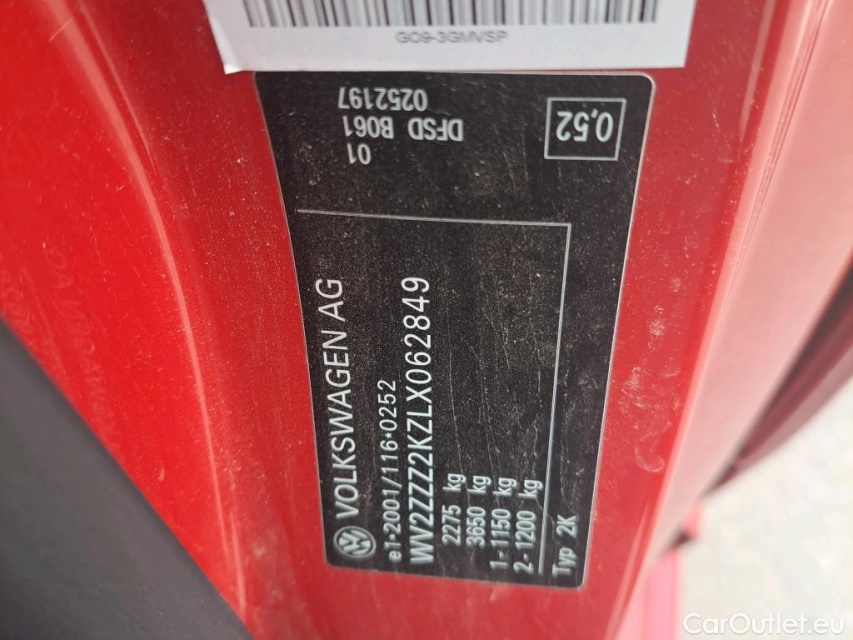 GO9-3GMVSP
VOLKSWAGEN AG
e1*2001/116*0252
WV2ZZZ2KZLX062849
2275 kg
3650 kg
1-1150 kg
2-1200 kg
Typ 2K
01
DFSD B061
0252197
0.52
CarOutlet.eu